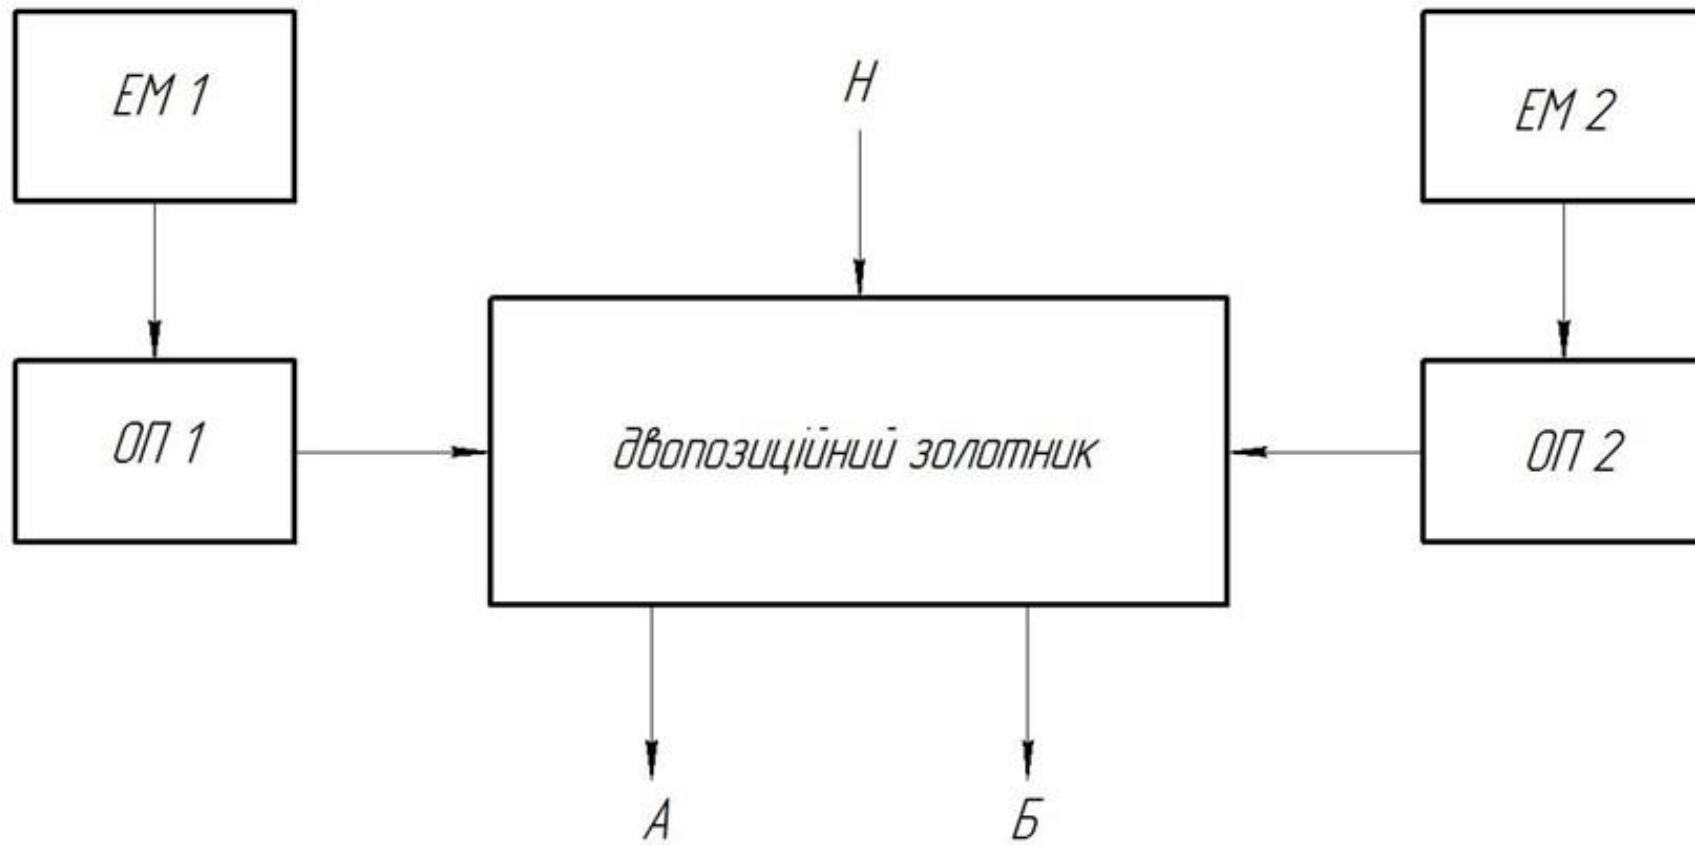 ЕМ 1
Н
ЕМ 2
ОП 1
двопозиційний золотник
ОП 2
А
Б